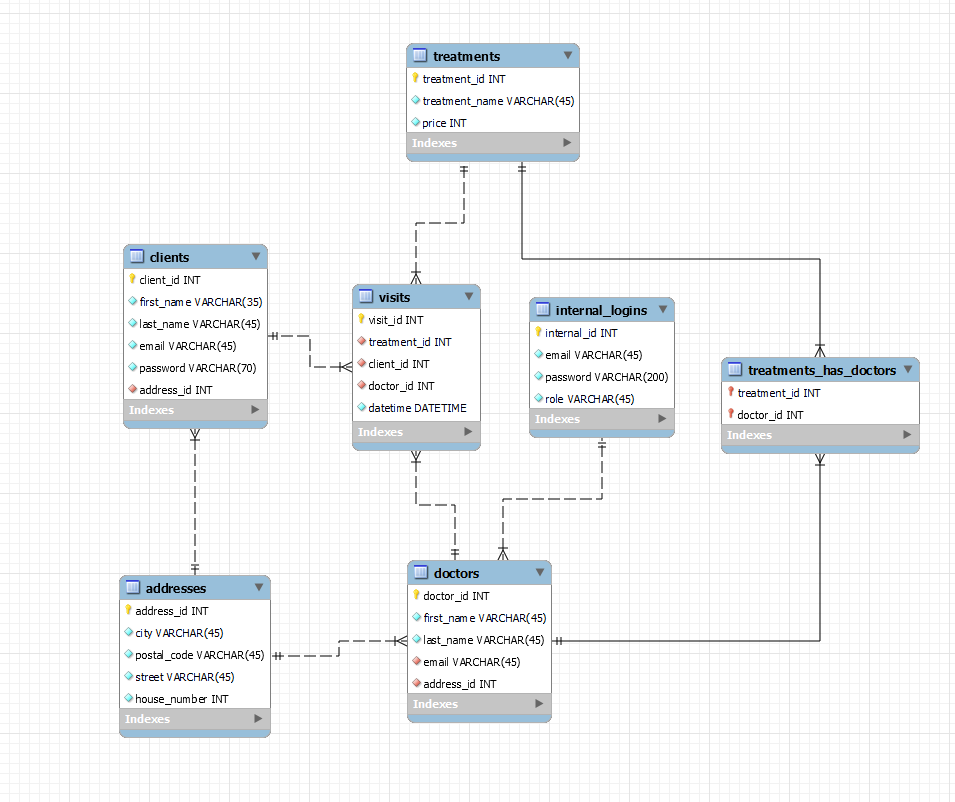 treatments
treatment_id INT
treatment_name VARCHAR(45)
price INT
Indexes
clients
client_id INT
first_name VARCHAR(35)
last_name VARCHAR(45)
email VARCHAR(45)
password VARCHAR(70)
address_id INT
Indexes
visits
visit_id INT
treatment_id INT
client_id INT
doctor_id INT
datetime DATETIME
Indexes
internal_logins
internal_id INT
email VARCHAR(45)
password VARCHAR(200)
role VARCHAR(45)
Indexes
treatments_has_doctors
treatment_id INT
doctor_id INT
Indexes
addresses
address_id INT
city VARCHAR(45)
postal_code VARCHAR(45)
street VARCHAR(45)
house_number INT
Indexes
doctors
doctor_id INT
first_name VARCHAR(45)
last_name VARCHAR(45)
email VARCHAR(45)
address_id INT
Indexes